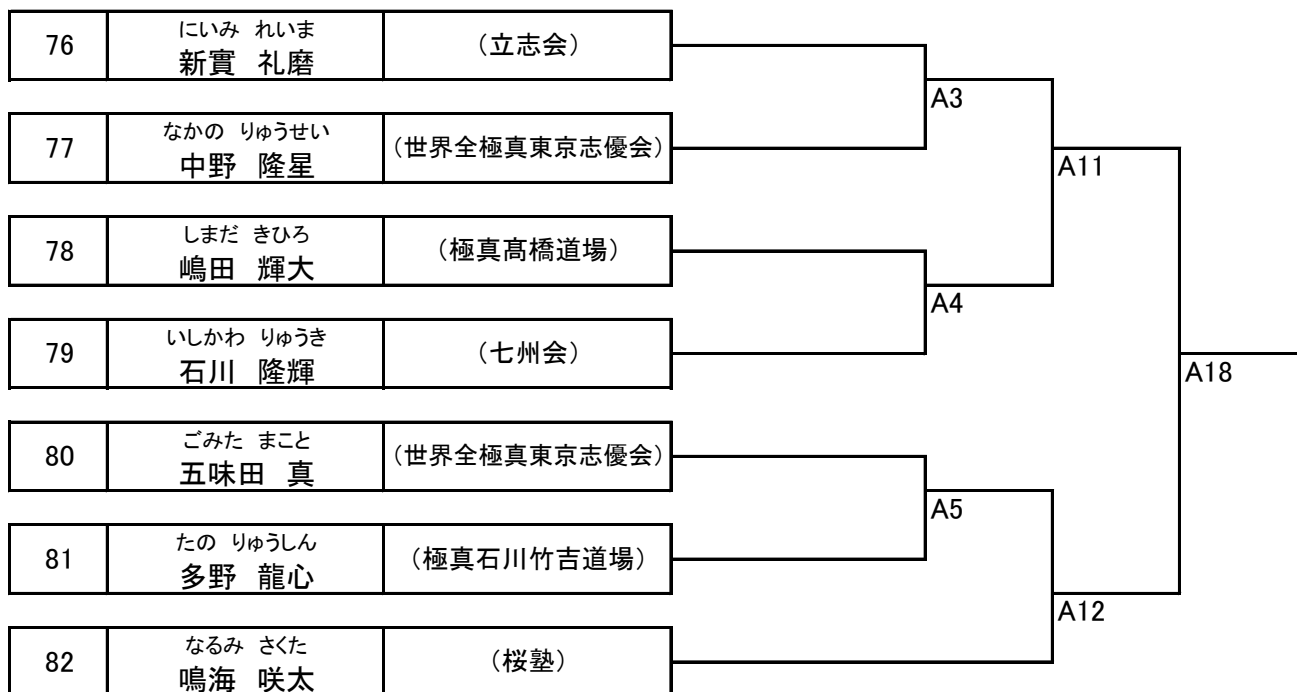 76
にいみ れいま
新實 礼磨
（立志会）
A3
77
なかの りゅうせい
中野 隆星
（世界全極真東京志優会）
A11
78
しまだ きひろ
嶋田 輝大
（極真髙橋道場）
A4
79
いしかわ りゅうき
石川 隆輝
（七州会）
A18
80
ごみた まこと
五味田 真
（世界全極真東京志優会）
A5
81
たの りゅうしん
多野 龍心
（極真石川竹吉道場）
A12
82
なるみ さくた
鳴海 咲太
（桜塾）